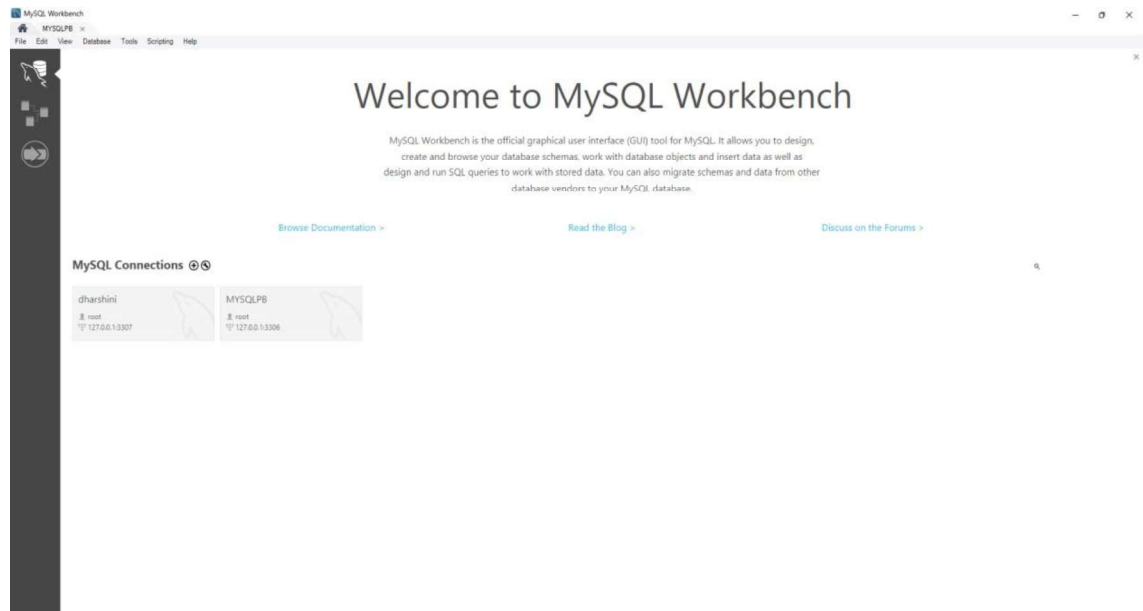 MySQL Workbench
MYSQLPB ×
File Edit View Database Tools Scripting Help
Welcome to MySQL Workbench
MySQL Workbench is the official graphical user interface (GUI) tool for MySQL. It allows you to design,
create and browse your database schemas, work with database objects and insert data as well as
design and run SQL queries to work with stored data. You can also migrate schemas and data from other
database vendors to your MySQL database.
Browse Documentation > Read the Blog > Discuss on the Forums >
MySQL Connections
dharshini MYSQLPB
root root
127.0.0.1:3307 127.0.0.1:3306